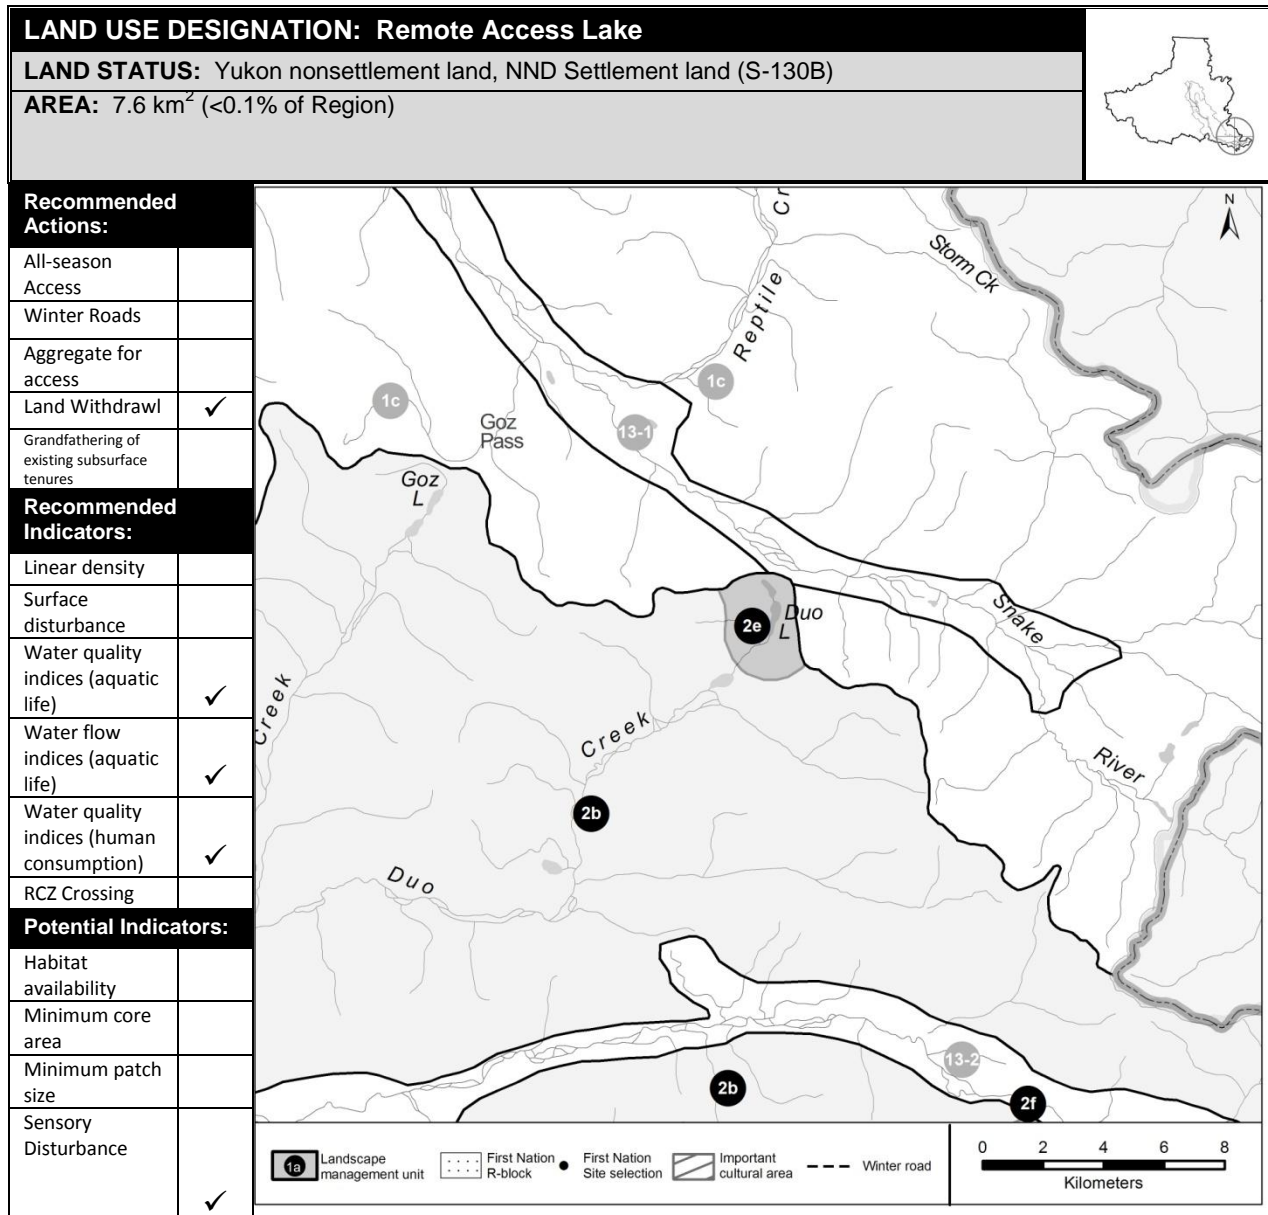 LAND USE DESIGNATION: Remote Access Lake
LAND STATUS: Yukon nonsettlement land, NND Settlement land (S-130B)
AREA: 7.6 km² (<0.1% of Region)
Recommended
Actions:
All-season
Access
Winter Roads
Aggregate for
access
Land Withdrawl ✓
Grandfathering of
existing subsurface
tenures
Recommended
Indicators:
Linear density
Surface
disturbance
Water quality
indices (aquatic
life) ✓
Water flow
indices (aquatic
life) ✓
Water quality
indices (human
consumption) ✓
RCZ Crossing
Potential Indicators:
Habitat
availability
Minimum core
area
Minimum patch
size
Sensory
Disturbance
✓
N
Cr
Storm Ck
Reptile
1c
1c
Goz
Pass
13-1
Goz
L
Duo
L
2e
Snake
Creek
Creek
River
2b
Duo
13-2
2b
2f
1a
Landscape
management unit
First Nation
R-block
First Nation
Site selection
Important
cultural area
Winter road
0 2 4 6 8
Kilometers